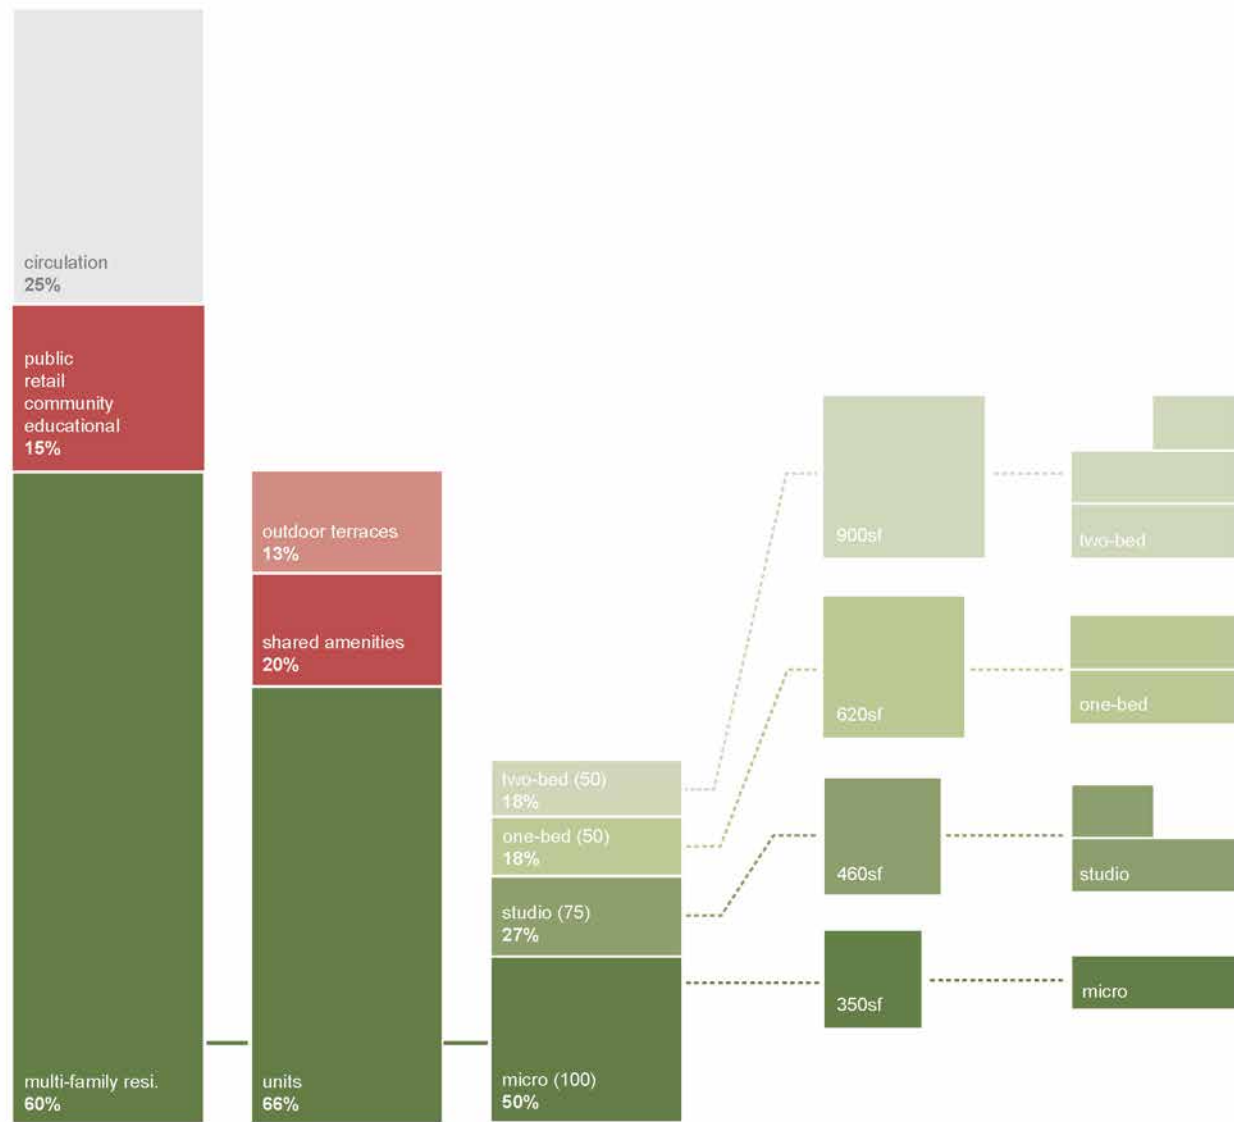 circulation
25%
public
retail
community
educational
15%
multi-family resi.
60%
outdoor terraces
13%
shared amenities
20%
units
66%
two-bed (50)
18%
one-bed (50)
18%
studio (75)
27%
micro (100)
50%
900sf
620sf
460sf
350sf
two-bed
one-bed
studio
micro